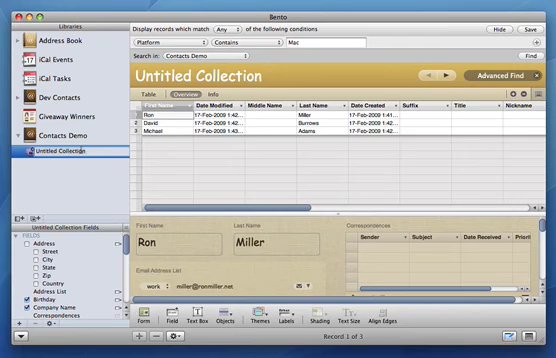 Bento
Libraries
Address Book
iCal Events
iCal Tasks
Dev Contacts
Giveaway Winners
Contacts Demo
Untitled Collection
Display records which match Any of the following conditions Hide Save
Platform Contains Mac
Search in: Contacts Demo Find
Untitled Collection Advanced Find
Table Overview Info
First Name Date Modified Middle Name Last Name Date Created Suffix Title Nickname
1 Ron 17-Feb-2009 1:42... Miller 17-Feb-2009 1:41...
2 David 17-Feb-2009 1:42... Burrows 17-Feb-2009 1:42...
3 Michael 17-Feb-2009 1:43... Adams 17-Feb-2009 1:42...
Untitled Collection Fields
FIELDS
Address
Street
City
State
Zip
Country
Address List
Birthday
Company Name
Correspondences
First Name Last Name
Ron Miller
Email Address List
work miller@ronmiller.net
Correspondences
Sender Subject Date Received Priorit
Form Field Text Box Objects Themes Labels Shading Text Size Align Edges
Record 1 of 3